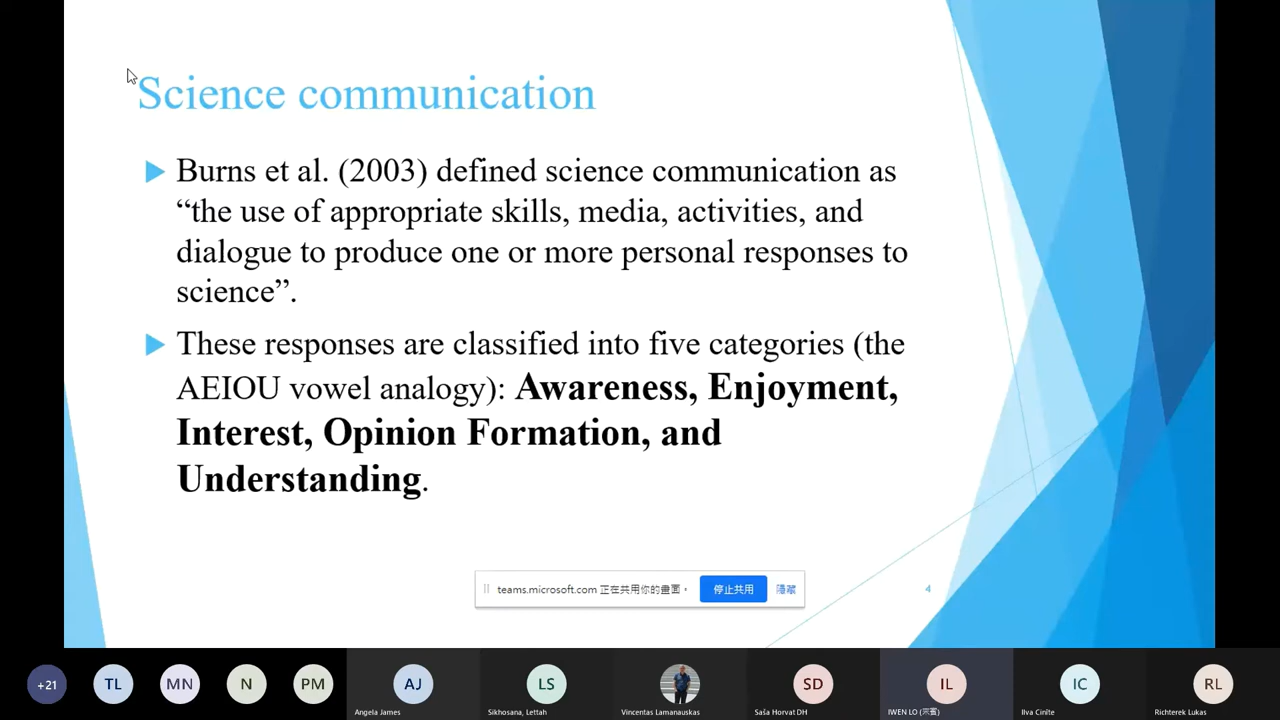 Science communication
Burns et al. (2003) defined science communication as
“the use of appropriate skills, media, activities, and
dialogue to produce one or more personal responses to
science”.
These responses are classified into five categories (the
AEIOU vowel analogy): Awareness, Enjoyment,
Interest, Opinion Formation, and
Understanding.
teams.microsoft.com 正在共用你的畫面。 停止共用 隱藏
4
+21 TL MN N PM AJ LS SD IL IC RL
Angela James Sikhosana, Lettah Vincentas Lamanauskas Saša Horvat DH IWEN LO Ilva Cinīte Richterek Lukas